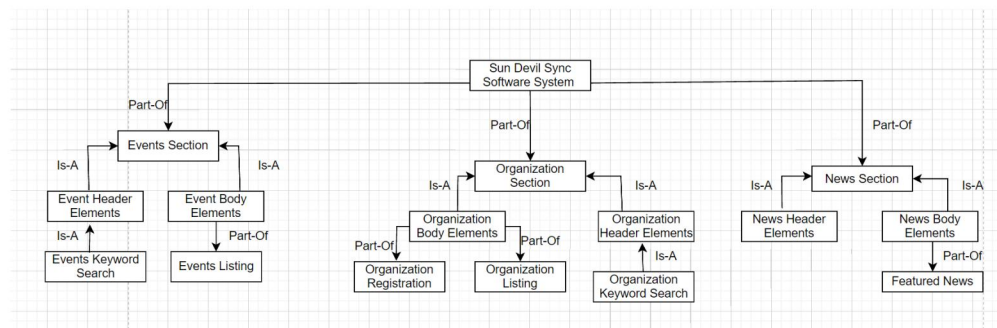 Sun Devil Sync
Software System
Part-Of
Part-Of
Part-Of
Events Section
Organization
Section
News Section
Is-A
Is-A
Is-A
Is-A
Is-A
Is-A
Event Header
Elements
Event Body
Elements
Organization
Body Elements
Organization
Header Elements
News Header
Elements
News Body
Elements
Is-A
Part-Of
Part-Of
Part-Of
Is-A
Part-Of
Events Keyword
Search
Events Listing
Organization
Registration
Organization
Listing
Organization
Keyword Search
Featured News